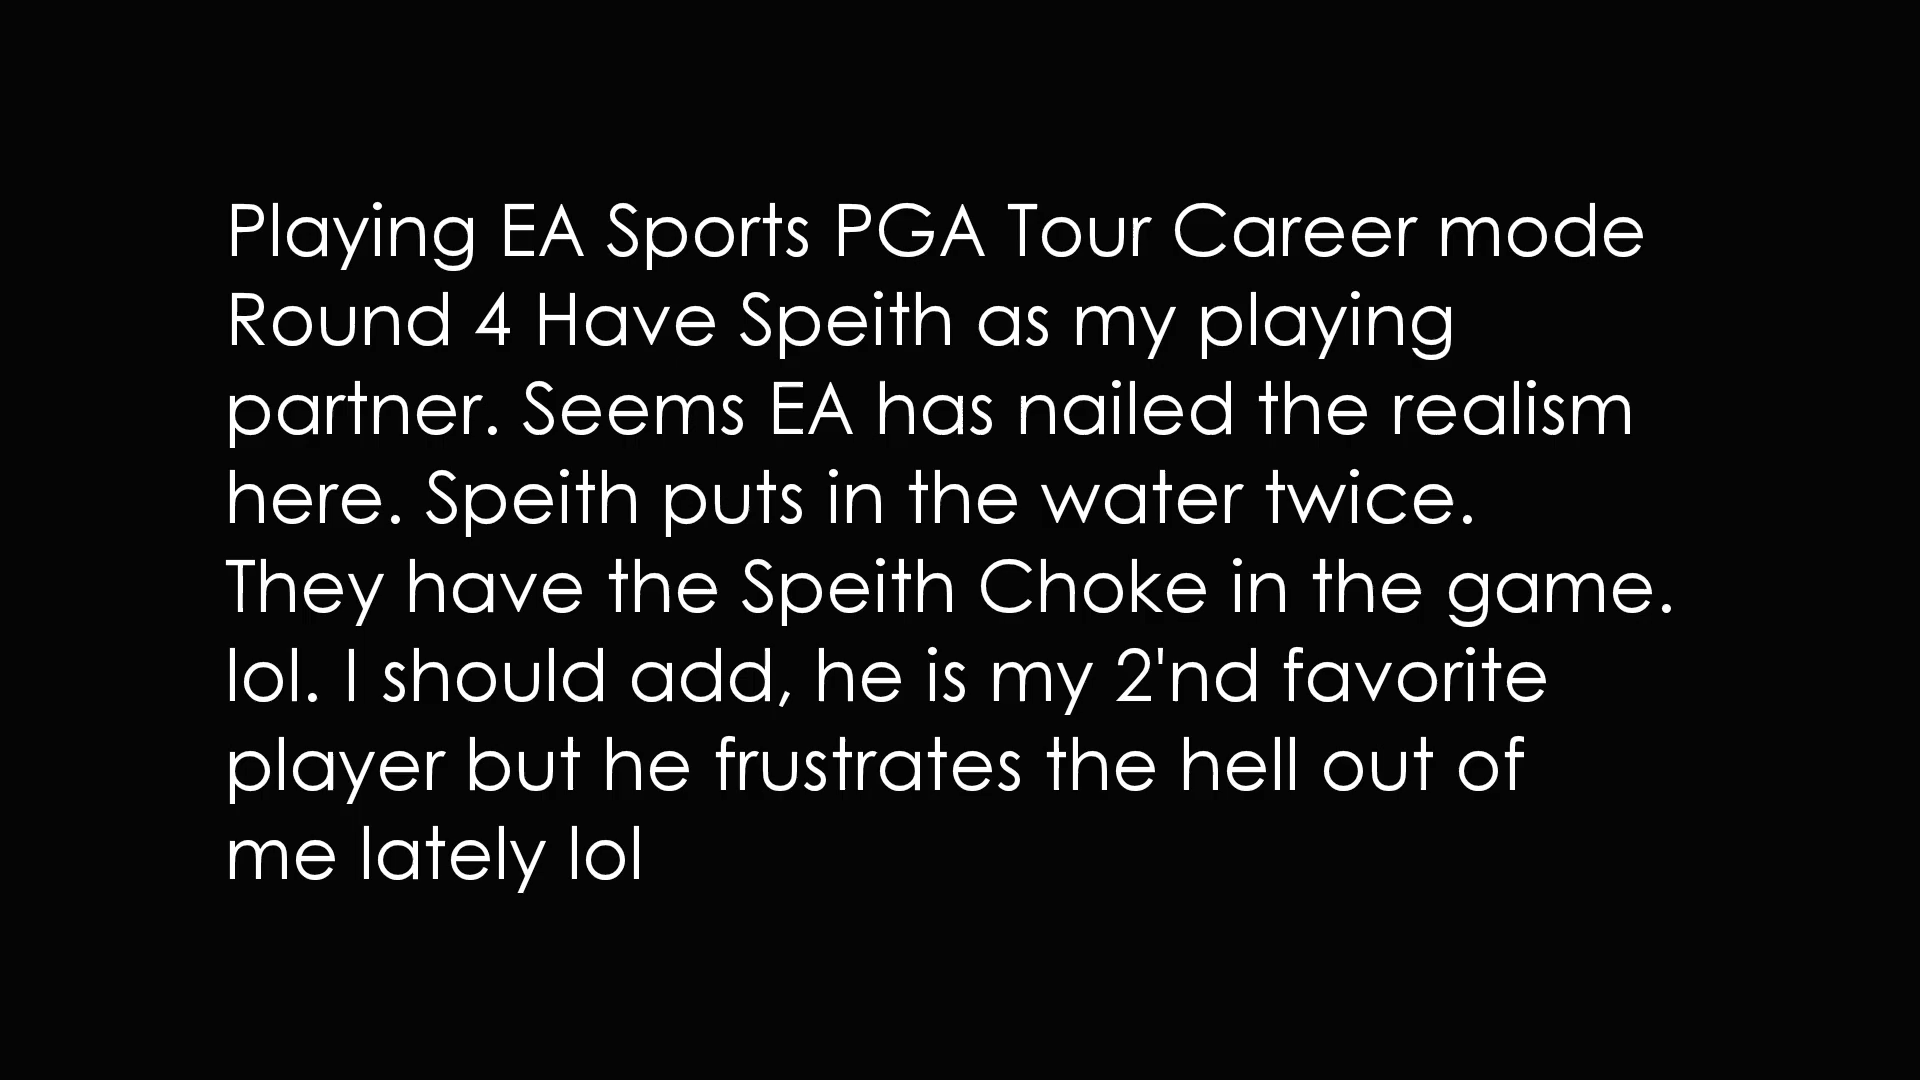 Playing EA Sports PGA Tour Career mode
Round 4 Have Speith as my playing
partner. Seems EA has nailed the realism
here. Speith puts in the water twice.
They have the Speith Choke in the game.
lol. I should add, he is my 2'nd favorite
player but he frustrates the hell out of
me lately lol